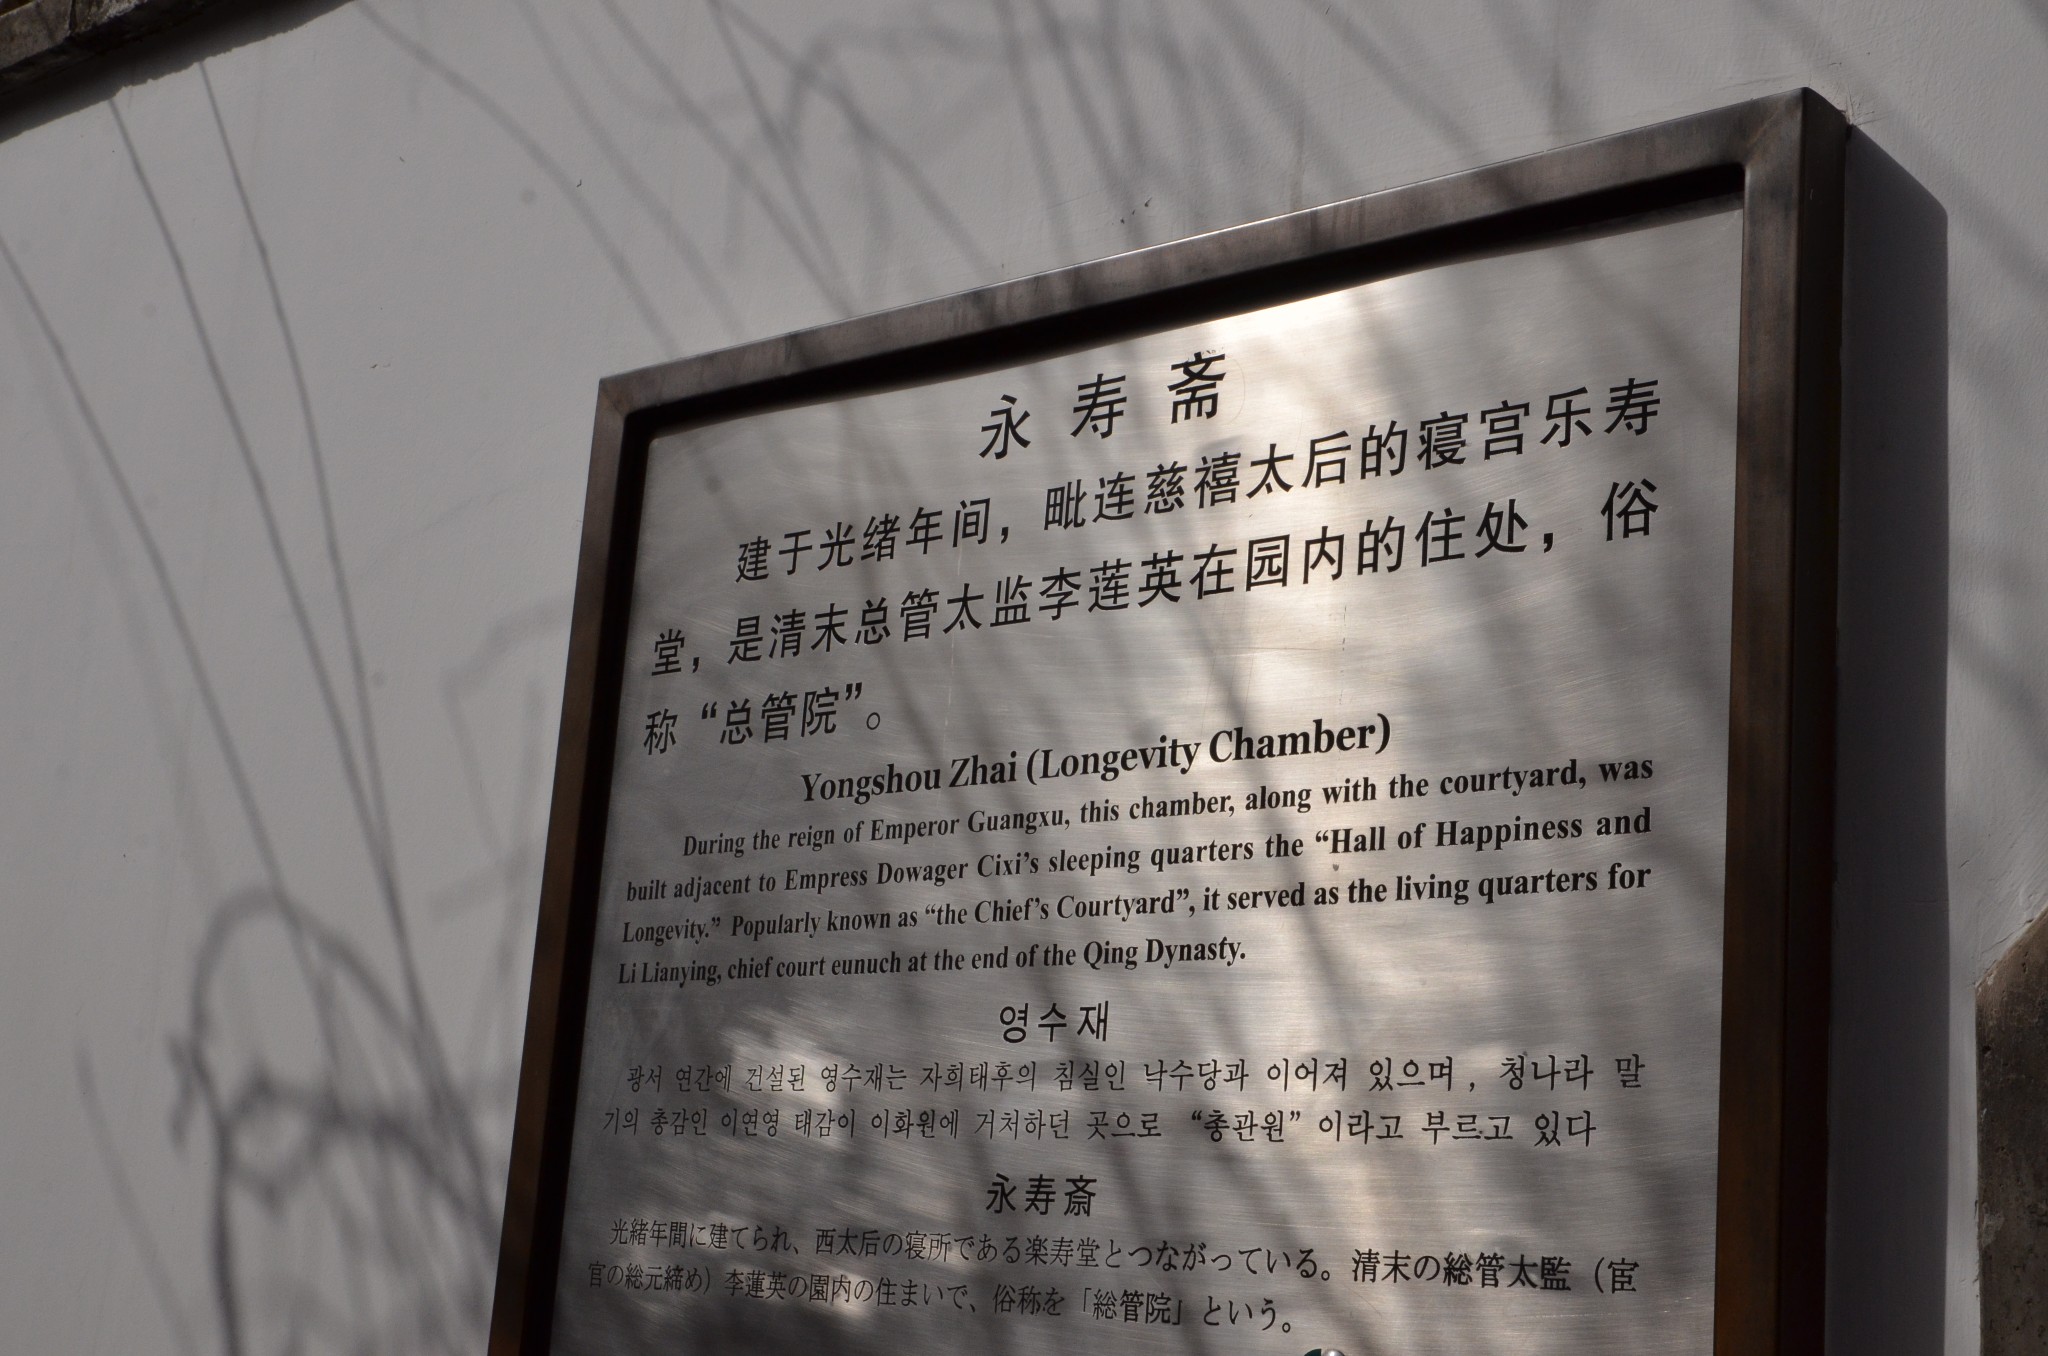 永寿斋
建于光绪年间，毗连慈禧太后的寝宫乐寿
堂，是清末总管太监李莲英在园内的住处，俗
称“总管院”。
Yongshou Zhai (Longevity Chamber)
During the reign of Emperor Guangxu, this chamber, along with the courtyard, was
built adjacent to Empress Dowager Cixi’s sleeping quarters the “Hall of Happiness and
Longevity.” Popularly known as “the Chief’s Courtyard”, it served as the living quarters for
Li Lianying, chief court eunuch at the end of the Qing Dynasty.
영수재
광서 연간에 건설된 영수재는 자희태후의 침실인 낙수당과 이어져 있으며, 청나라 말
기의 총감인 이연영 태감이 이화원에 거처하던 곳으로 “총관원”이라고 부르고 있다
永寿斎
光緒年間に建てられ、西太后の寝所である楽寿堂とつながっている。清末の総管太監（宦
官の総元締め）李蓮英の園内の住まいで、俗称を「総管院」という。